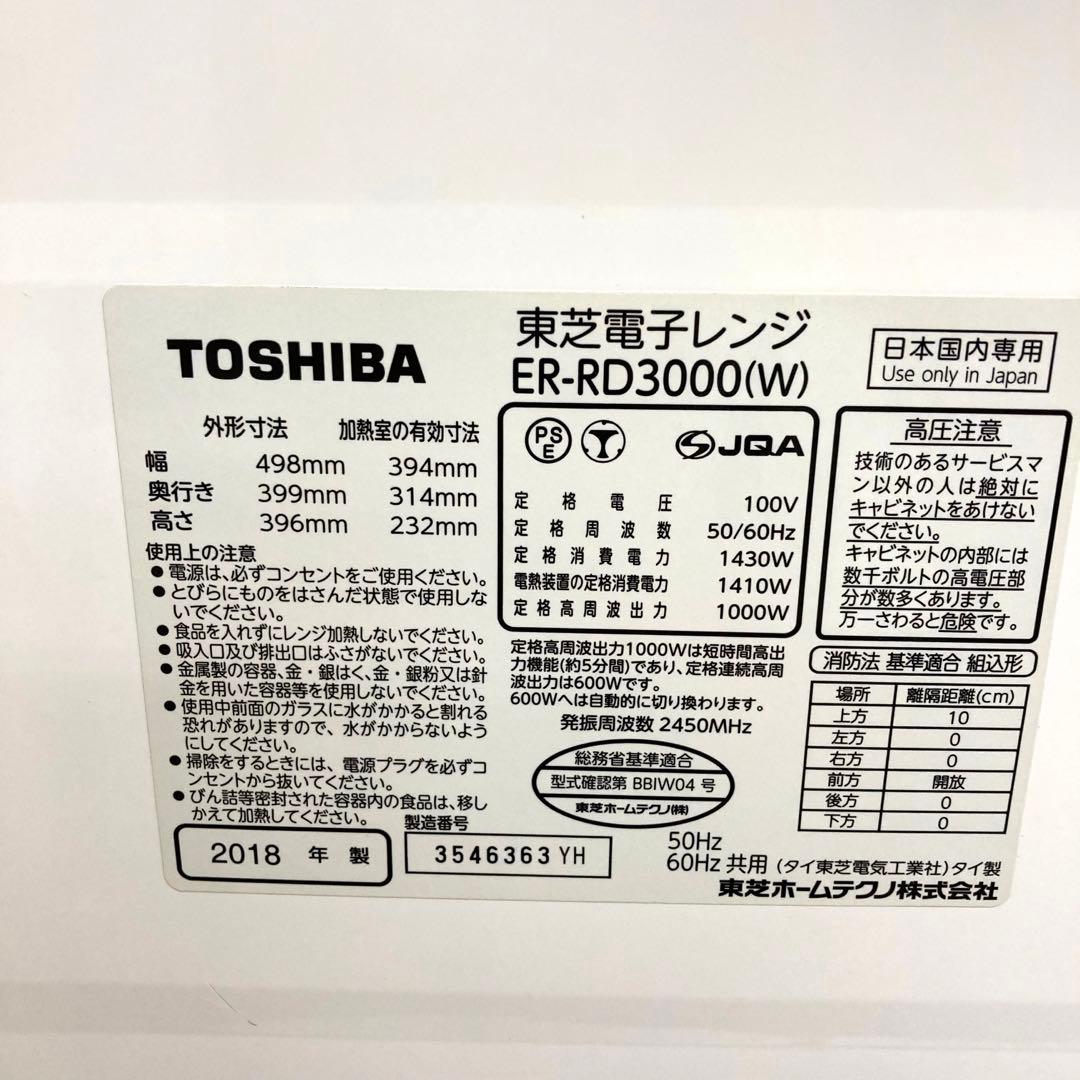 TOSHIBA
東芝電子レンジ
ER-RD3000(W)
日本国内専用
Use only in Japan
外形寸法 加熱室の有効寸法
幅 498mm 394mm
奥行き 399mm 314mm
高さ 396mm 232mm
使用上の注意
●電源は、必ずコンセントをご使用ください。
●とびらにものをはさんだ状態で使用しな
いでください。
●食品を入れずにレンジ加熱しないでください。
●吸入口及び排出口はふさがないでください。
●金属製の容器、金・銀はく、金・銀粉又は針
金を用いた容器等を使用しないでください。
●使用中前面のガラスに水がかかると割れる
恐れがありますので、水がかからないよう
にしてください。
●掃除をするときには、電源プラグを必ずコ
ンセントから抜いてください。
●びん詰等密封された容器内の食品は、移し
かえて加熱してください。
2018 年 製
製造番号
3546363 YH
PS
E
JQA
定格電圧 100V
定格周波数 50/60Hz
定格消費電力 1430W
電熱装置の定格消費電力 1410W
定格高周波出力 1000W
定格高周波出力1000Wは短時間高出
力機能(約5分間)であり、定格連続高周
波出力は600Wです。
600Wへは自動的に切り換わります。
発振周波数 2450MHz
総務省基準適合
型式確認第 BBIW04 号
東芝ホームテクノ(株)
高圧注意
技術のあるサービスマ
ン以外の人は絶対に
キャビネットをあけない
でください。
キャビネットの内部には
数千ボルトの高電圧部
分が数多くあります。
万一さわると危険です。
消防法 基準適合 組込形
場所 離隔距離(cm)
上方 10
左方 0
右方 0
前方 開放
後方 0
下方 0
50Hz
60Hz 共用 (タイ東芝電気工業社)タイ製
東芝ホームテクノ株式会社